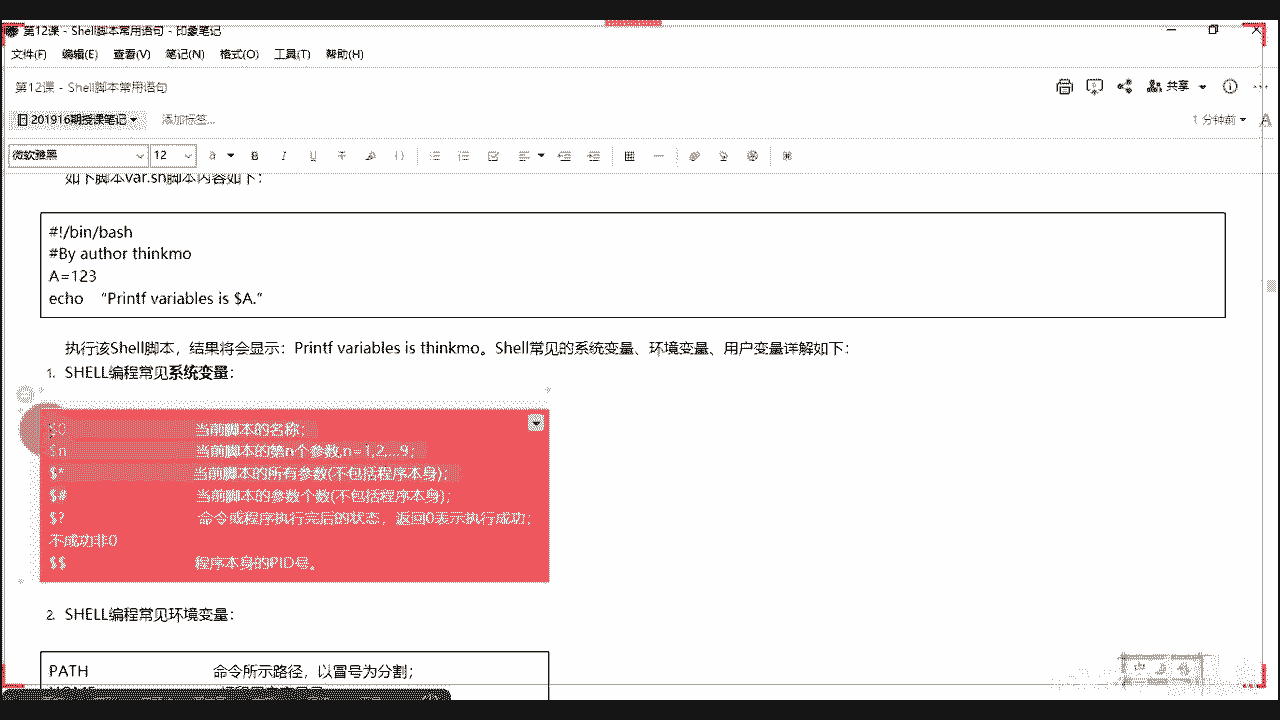 第12课 - Shell脚本常用语句 - 印象笔记
文件(F) 编辑(E) 查看(V) 笔记(N) 格式(O) 工具(T) 帮助(H)
第12课 - Shell脚本常用语句
共享
201916期授课笔记 添加标签...
1 分钟前
微软雅黑 12
如下脚本var.sh脚本内容如下：
#!/bin/bash
#By author thinkmo
A=123
echo “Printf variables is $A.”
执行该Shell脚本，结果将会显示：Printf variables is thinkmo。Shell常见的系统变量、环境变量、用户变量详解如下：
1. SHELL编程常见系统变量：
$0 当前脚本的名称；
$n 当前脚本的第n个参数,n=1,2,…9；
$* 当前脚本的所有参数(不包括程序本身)；
$# 当前脚本的参数个数(不包括程序本身)；
$? 命令或程序执行完后的状态，返回0表示执行成功；
不成功非0
$$ 程序本身的PID号。
2. SHELL编程常见环境变量：
PATH 命令所示路径，以冒号为分割；